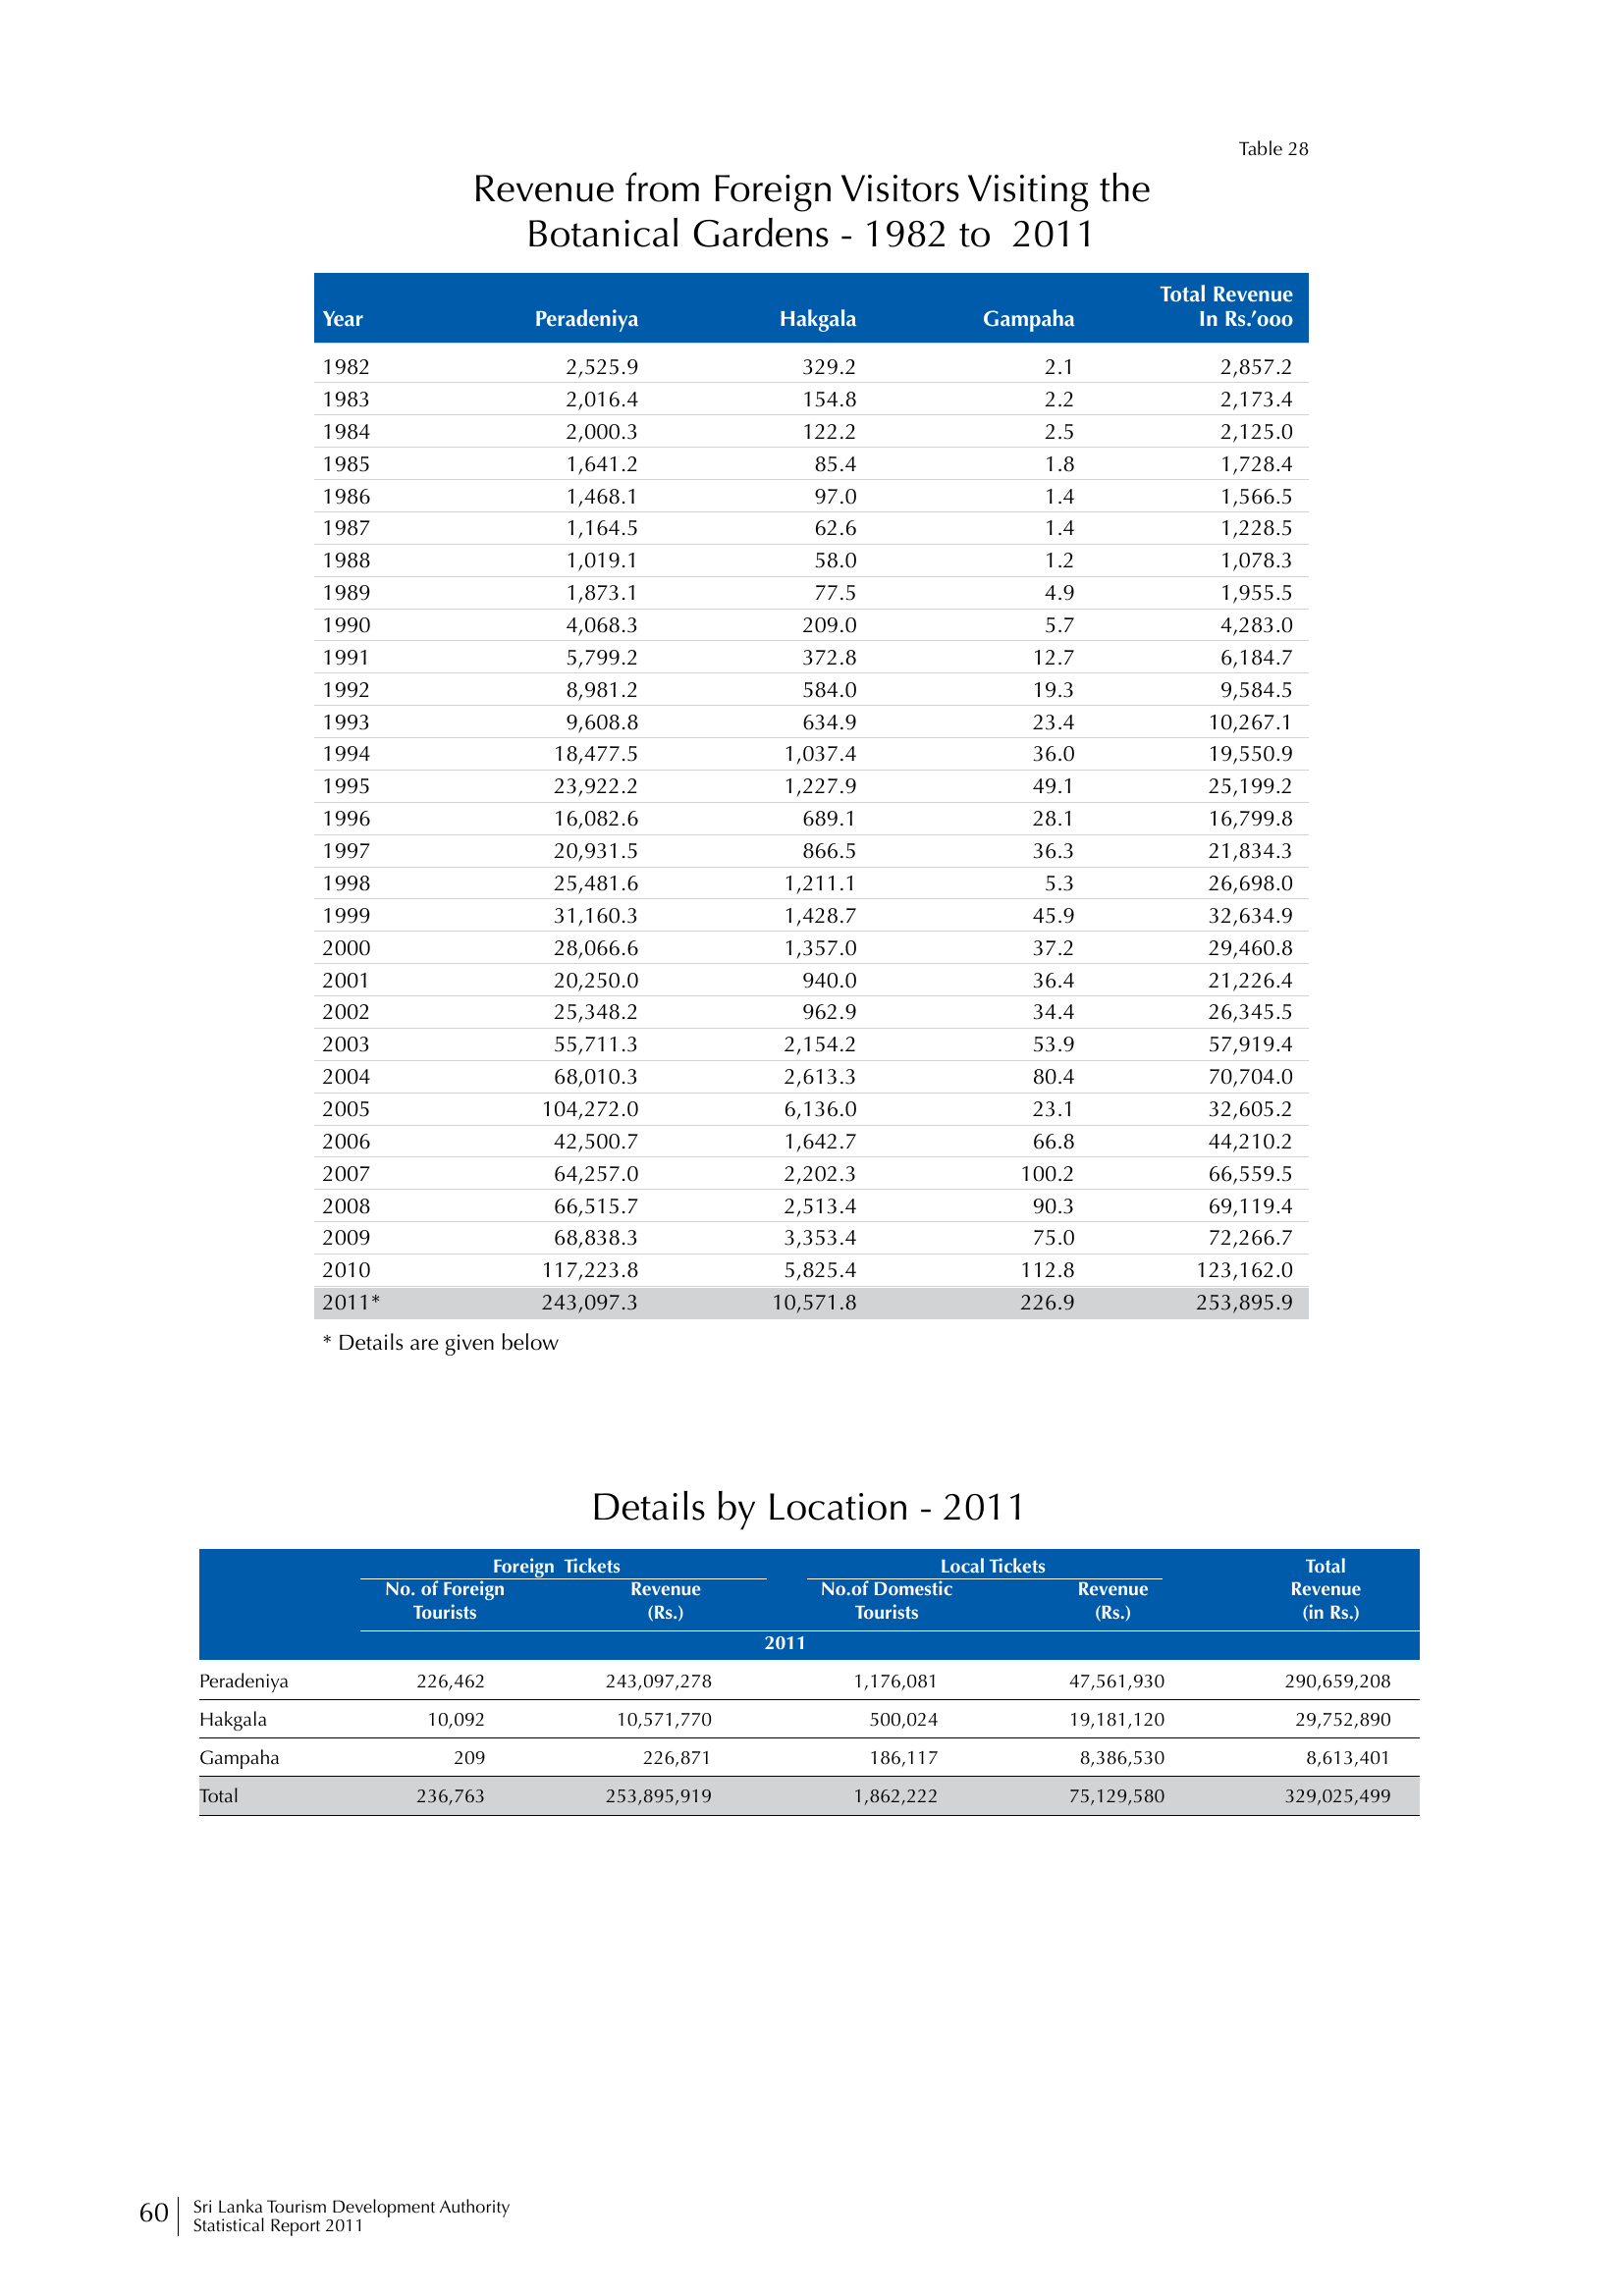 Table 28
Revenue from Foreign Visitors Visiting the
Botanical Gardens - 1982 to 2011
Year Peradeniya Hakgala Gampaha Total Revenue In Rs.’ooo
1982 2,525.9 329.2 2.1 2,857.2
1983 2,016.4 154.8 2.2 2,173.4
1984 2,000.3 122.2 2.5 2,125.0
1985 1,641.2 85.4 1.8 1,728.4
1986 1,468.1 97.0 1.4 1,566.5
1987 1,164.5 62.6 1.4 1,228.5
1988 1,019.1 58.0 1.2 1,078.3
1989 1,873.1 77.5 4.9 1,955.5
1990 4,068.3 209.0 5.7 4,283.0
1991 5,799.2 372.8 12.7 6,184.7
1992 8,981.2 584.0 19.3 9,584.5
1993 9,608.8 634.9 23.4 10,267.1
1994 18,477.5 1,037.4 36.0 19,550.9
1995 23,922.2 1,227.9 49.1 25,199.2
1996 16,082.6 689.1 28.1 16,799.8
1997 20,931.5 866.5 36.3 21,834.3
1998 25,481.6 1,211.1 5.3 26,698.0
1999 31,160.3 1,428.7 45.9 32,634.9
2000 28,066.6 1,357.0 37.2 29,460.8
2001 20,250.0 940.0 36.4 21,226.4
2002 25,348.2 962.9 34.4 26,345.5
2003 55,711.3 2,154.2 53.9 57,919.4
2004 68,010.3 2,613.3 80.4 70,704.0
2005 104,272.0 6,136.0 23.1 32,605.2
2006 42,500.7 1,642.7 66.8 44,210.2
2007 64,257.0 2,202.3 100.2 66,559.5
2008 66,515.7 2,513.4 90.3 69,119.4
2009 68,838.3 3,353.4 75.0 72,266.7
2010 117,223.8 5,825.4 112.8 123,162.0
2011* 243,097.3 10,571.8 226.9 253,895.9
* Details are given below
Details by Location - 2011
Foreign Tickets Local Tickets Total
No. of Foreign Revenue No.of Domestic Revenue Revenue
Tourists (Rs.) Tourists (Rs.) (in Rs.)
2011
Peradeniya 226,462 243,097,278 1,176,081 47,561,930 290,659,208
Hakgala 10,092 10,571,770 500,024 19,181,120 29,752,890
Gampaha 209 226,871 186,117 8,386,530 8,613,401
Total 236,763 253,895,919 1,862,222 75,129,580 329,025,499
60 Sri Lanka Tourism Development Authority
Statistical Report 2011